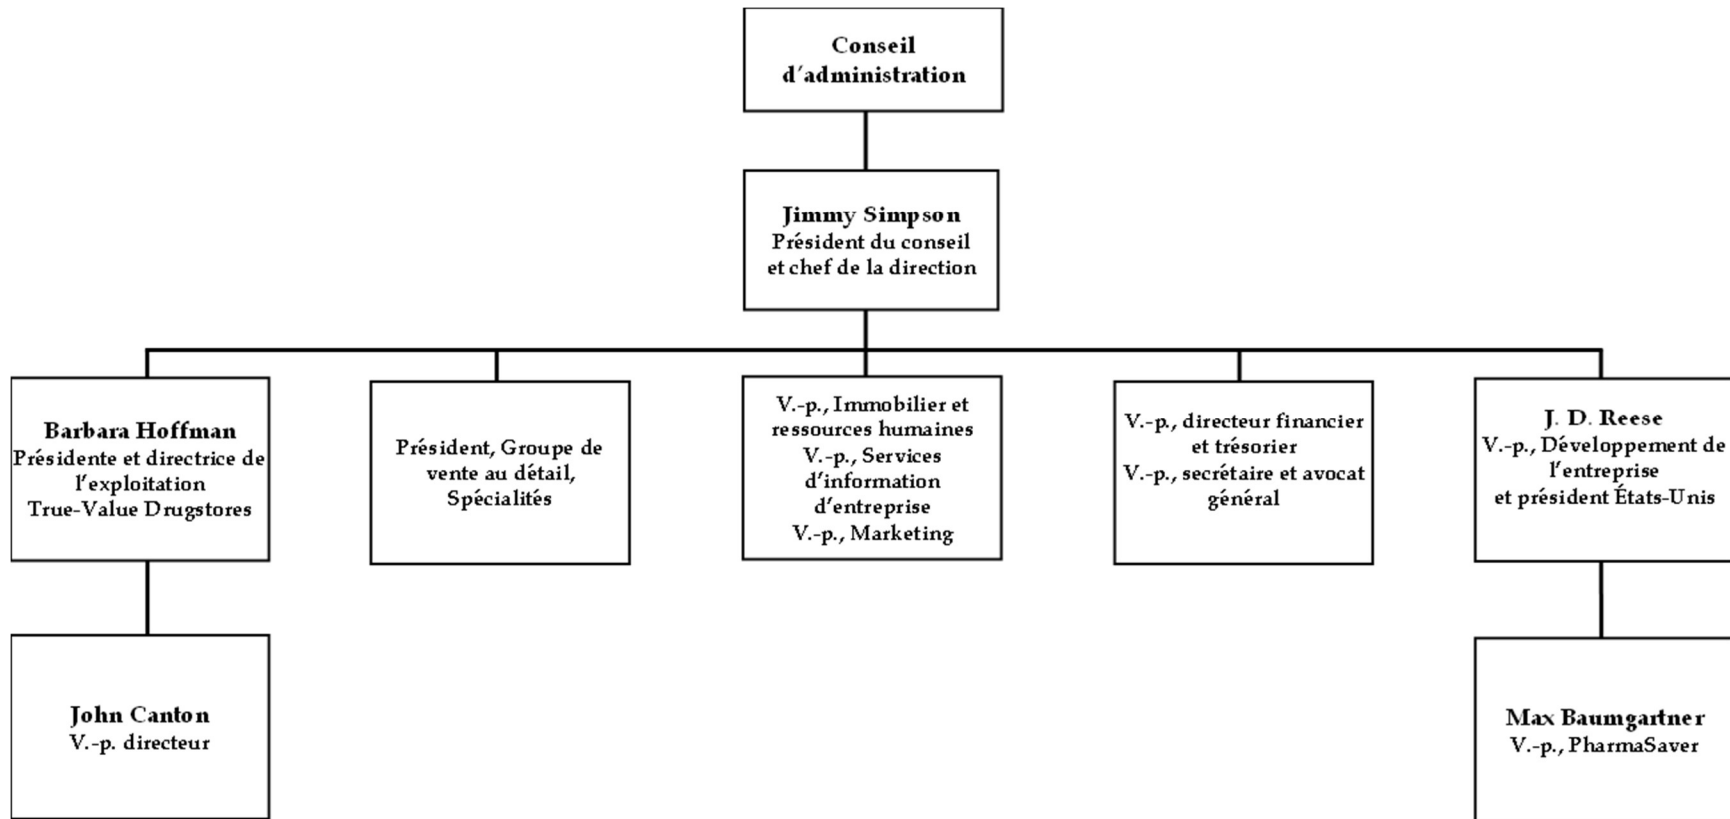 Conseil
d'administration
Jimmy Simpson
Président du conseil
et chef de la direction
Barbara Hoffman
Présidente et directrice de
l'exploitation
True-Value Drugstores
Président, Groupe de
vente au détail,
Spécialités
V.-p., Immobilier et
ressources humaines
V.-p., Services
d'information
d'entreprise
V.-p., Marketing
V.-p., directeur financier
et trésorier
V.-p., secrétaire et avocat
général
J. D. Reese
V.-p., Développement de
l'entreprise
et président États-Unis
John Canton
V.-p. directeur
Max Baumgartner
V.-p., PharmaSaver